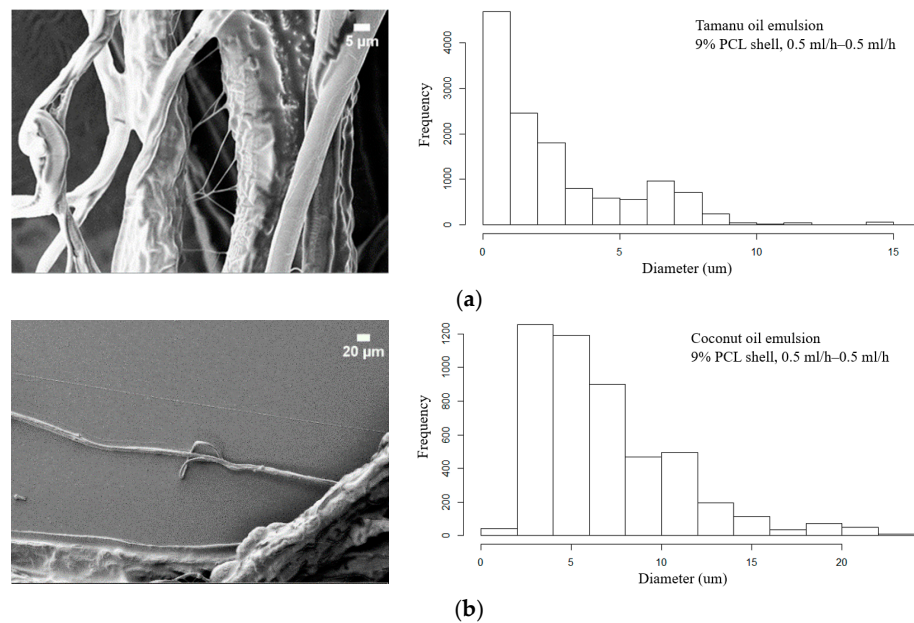 5 µm
Tamanu oil emulsion
9% PCL shell, 0.5 ml/h–0.5 ml/h
Frequency
4000
3000
2000
1000
0
0 5 10 15
Diameter (um)
(a)
20 µm
Coconut oil emulsion
9% PCL shell, 0.5 ml/h–0.5 ml/h
Frequency
1200
1000
800
600
400
200
0
0 5 10 15 20
Diameter (um)
(b)